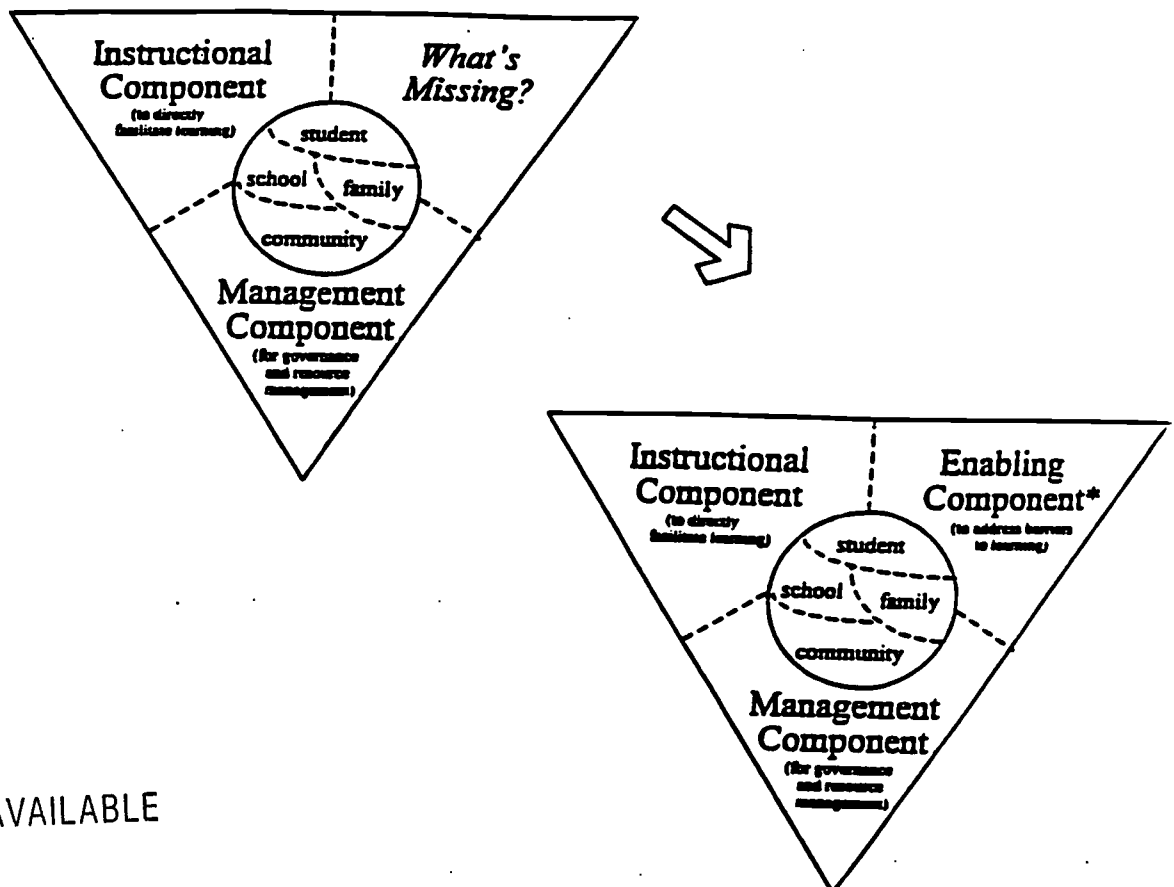 Instructional
Component
(to directly
facilitate learning)
What's
Missing?
student
school
family
community
Management
Component
(for governance
and resource
management)
Instructional
Component
(to directly
facilitate learning)
Enabling
Component*
(to address barriers
to learning)
student
school
family
community
Management
Component
(for governance
and resource
management)
AVAILABLE